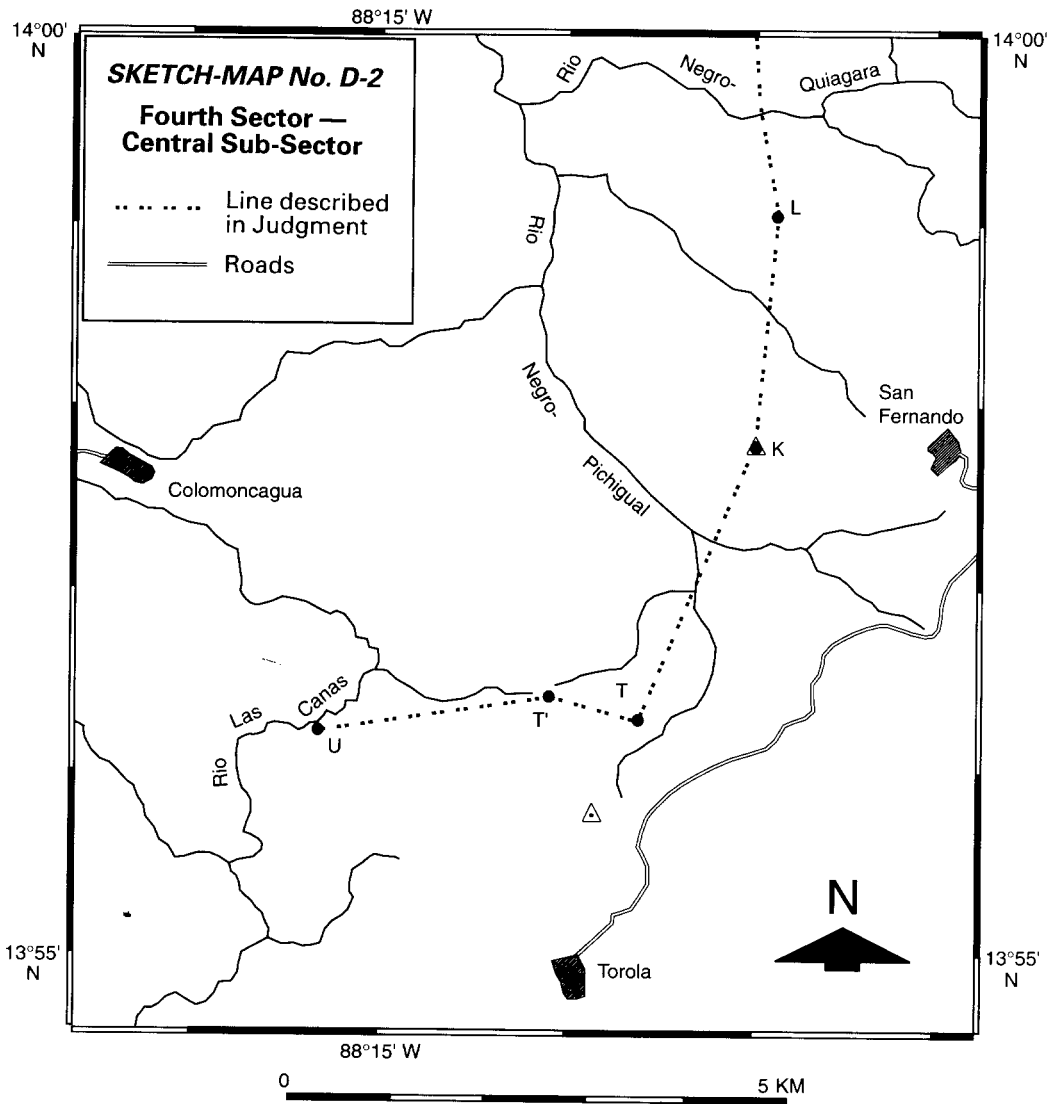 88°15' W
14°00'
N
14°00'
N
SKETCH-MAP No. D-2
Fourth Sector —
Central Sub-Sector
Line described
in Judgment
Roads
Rio
Negro-
Quiagara
L
Rio
Negro-
Pichigual
San
Fernando
K
Colomoncagua
Las
Canas
Rio
U
T'
T
N
Torola
13°55'
N
13°55'
N
88°15' W
0
5 KM